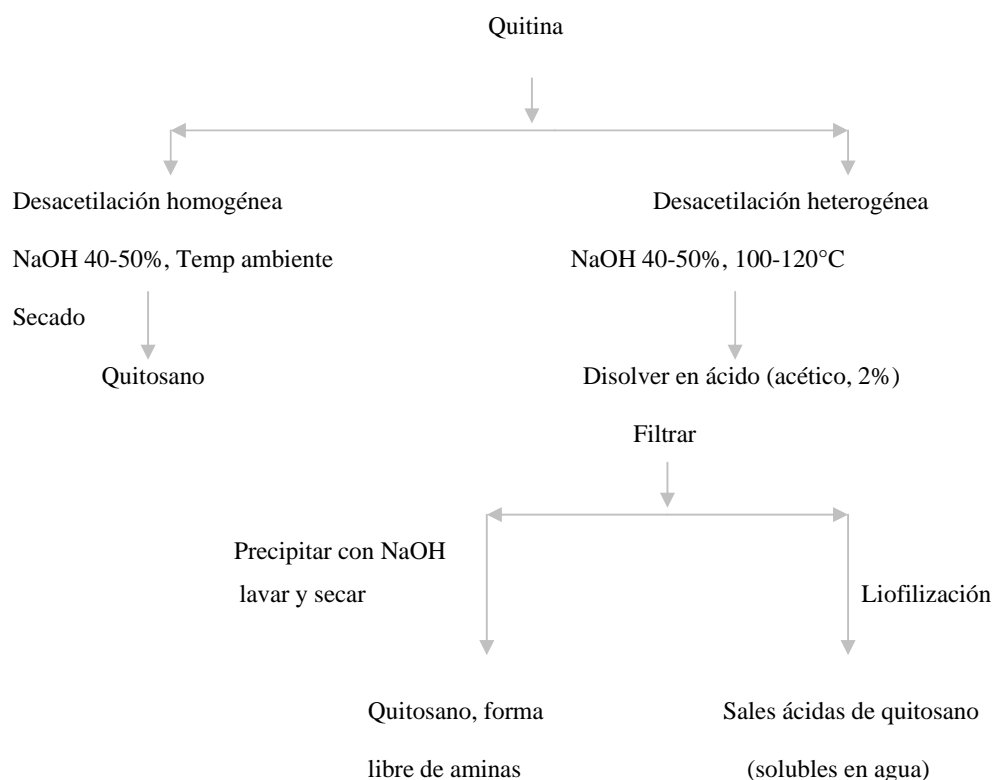 Quitina
Desacetilación homogénea
Desacetilación heterogénea
NaOH 40-50%, Temp ambiente
NaOH 40-50%, 100-120°C
Secado
Quitosano
Disolver en ácido (acético, 2%)
Filtrar
Precipitar con NaOH
lavar y secar
Liofilización
Quitosano, forma
libre de aminas
Sales ácidas de quitosano
(solubles en agua)